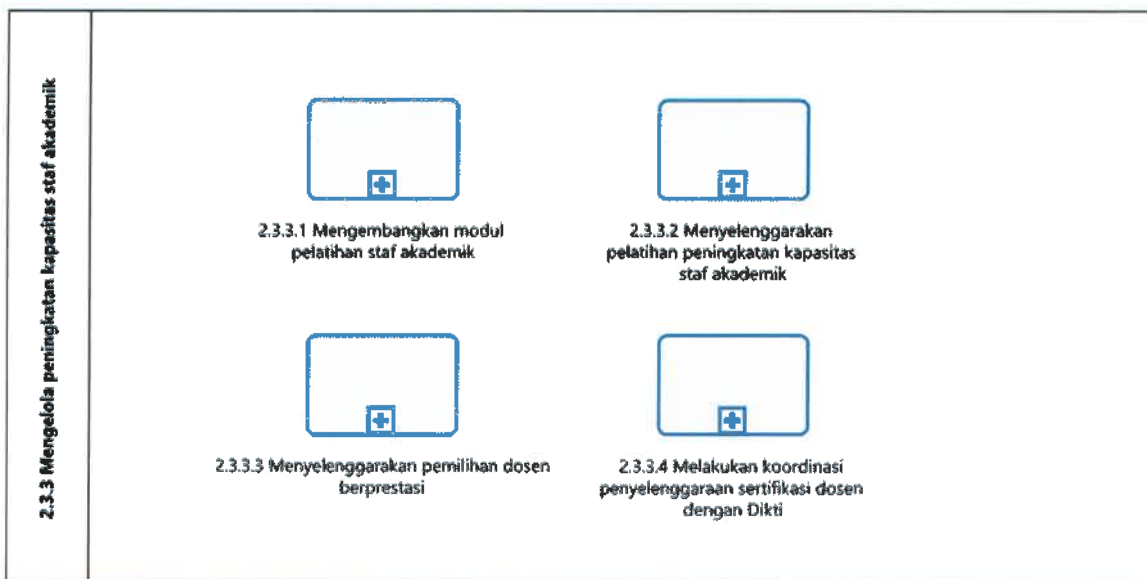 2.3.3 Mengelola peningkatan kapasitas staf akademik
2.3.3.1 Mengembangkan modul
pelatihan staf akademik
2.3.3.2 Menyelenggarakan
pelatihan peningkatan kapasitas
staf akademik
2.3.3.3 Menyelenggarakan pemilihan dosen
berprestasi
2.3.3.4 Melakukan koordinasi
penyelenggaraan sertifikasi dosen
dengan Dikti